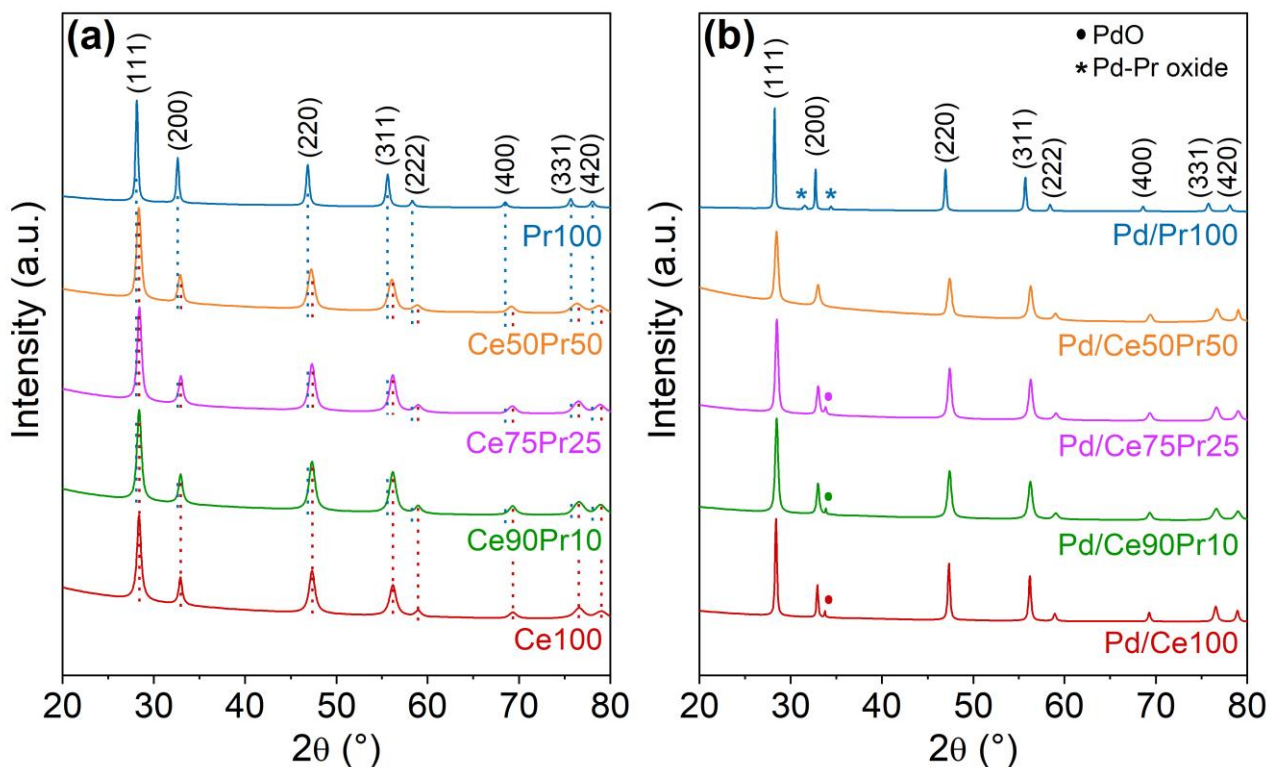 (a)
(111)
(200)
(220)
(311)
(222)
(400)
(331)
(420)
Pr100
Ce50Pr50
Ce75Pr25
Ce90Pr10
Ce100
Intensity (a.u.)
20 30 40 50 60 70 80
2θ (°)
(b)
• PdO
* Pd-Pr oxide
(111)
(200)
(220)
(311)
(222)
(400)
(331)
(420)
* *
Pd/Pr100
Pd/Ce50Pr50
Pd/Ce75Pr25
Pd/Ce90Pr10
Pd/Ce100
Intensity (a.u.)
20 30 40 50 60 70 80
2θ (°)